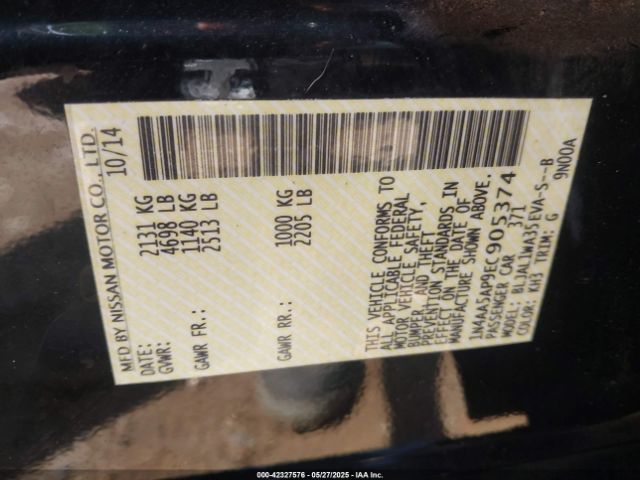 MFD BY NISSAN MOTOR CO., LTD.
DATE: 10/14
GVWR: 2131 KG
4698 LB
GAWR FR.: 1140 KG
2513 LB
GAWR RR.: 1000 KG
2205 LB
THIS VEHICLE CONFORMS TO
ALL APPLICABLE FEDERAL
MOTOR VEHICLE SAFETY,
BUMPER, AND THEFT
PREVENTION STANDARDS IN
EFFECT ON THE DATE OF
MANUFACTURE SHOWN ABOVE.
1N4AA5AP9EC905374
PASSENGER CAR 371
MODEL: BLJALLWA35EVA-S--B
COLOR: KH3 TRIM: G 9N00A
000-42327576 - 05/27/2025 - IAA Inc.